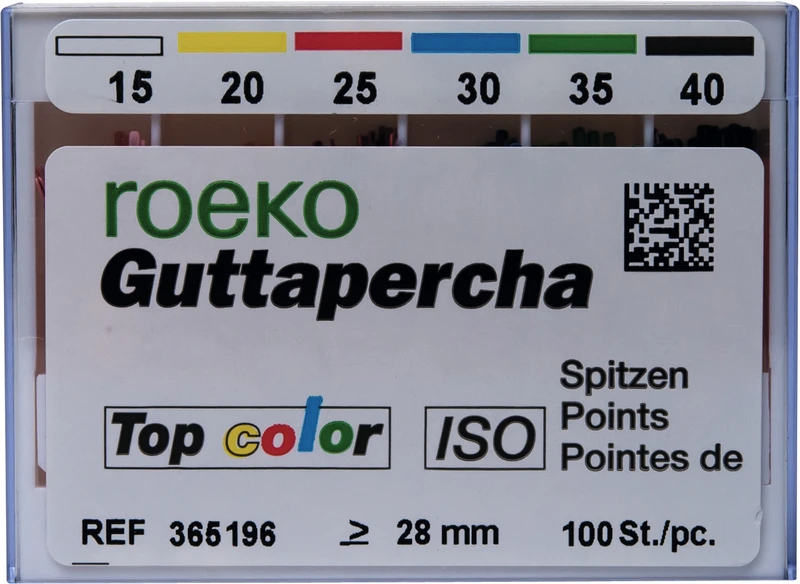 15 20 25 30 35 40
roeko
Guttapercha
Spitzen
Points
Pointes de
Top color ISO
REF 365196 ≥ 28 mm 100 St./pc.